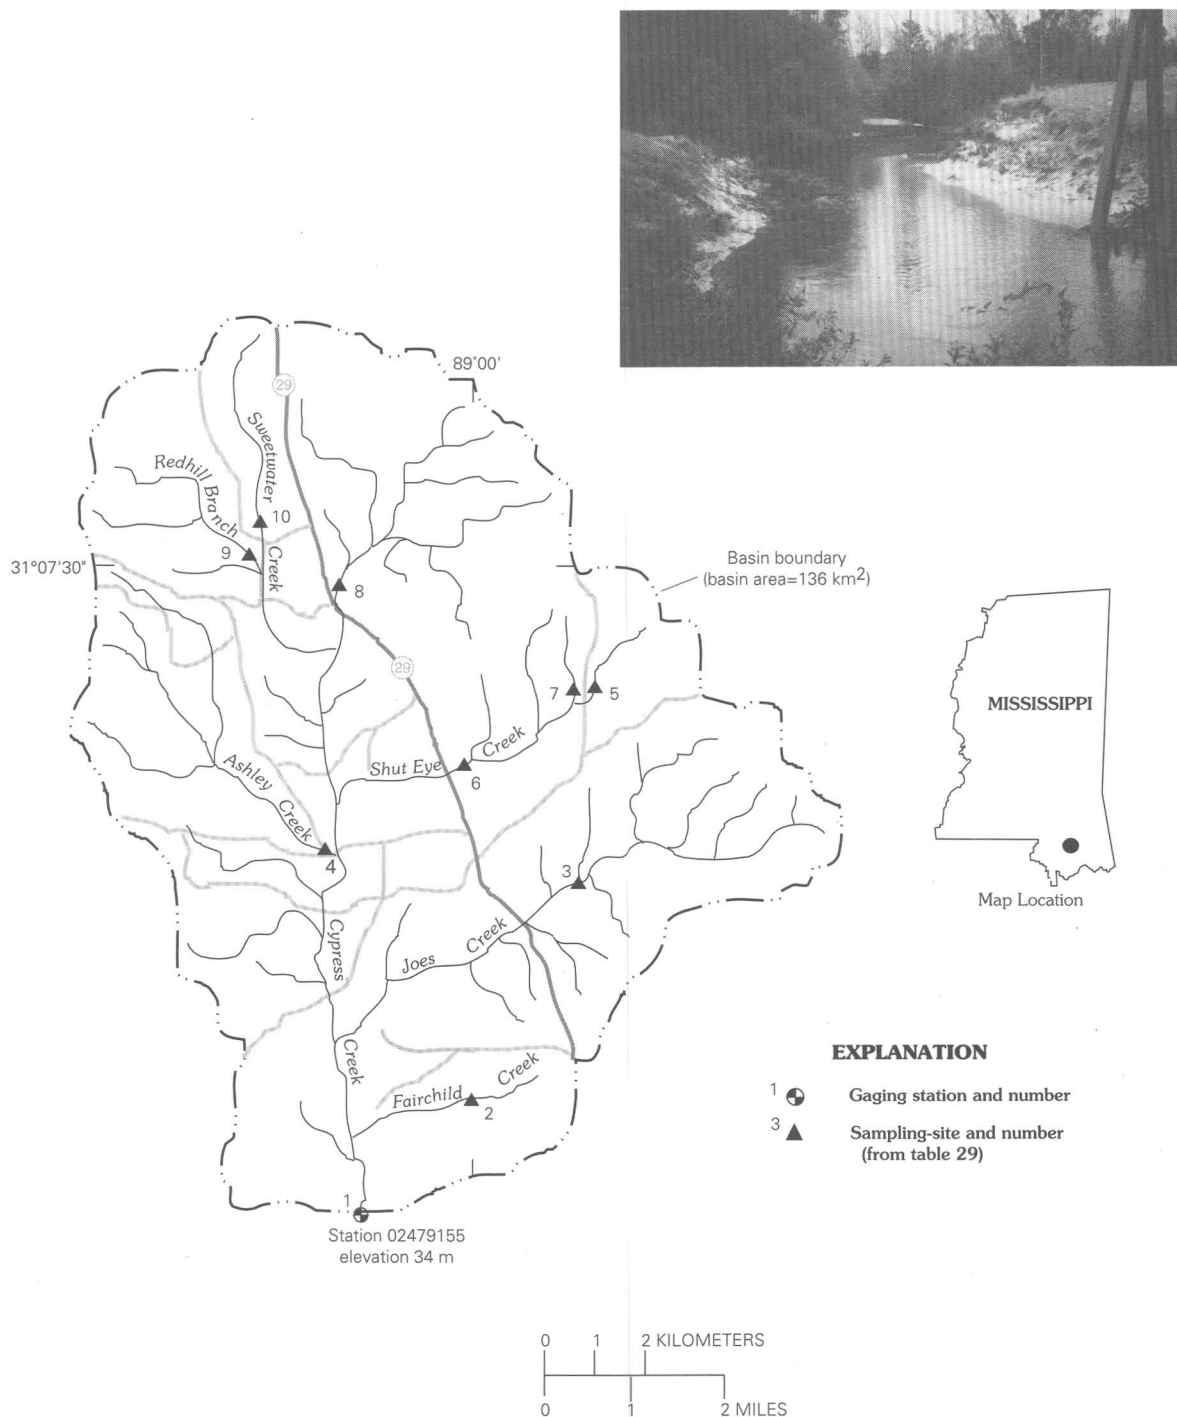 89°00'
29
Sweetwater
Creek
Redhill Branch
10
9
31°07'30"
8
Basin boundary
(basin area=136 km2)
29
7
5
MISSISSIPPI
Shut Eye Creek
6
Ashley Creek
4
3
Map Location
Cypress
Creek
Joes Creek
EXPLANATION
Fairchild Creek
2
1 Gaging station and number
3 Sampling-site and number
(from table 29)
1
Station 02479155
elevation 34 m
0 1 2 KILOMETERS
0 1 2 MILES